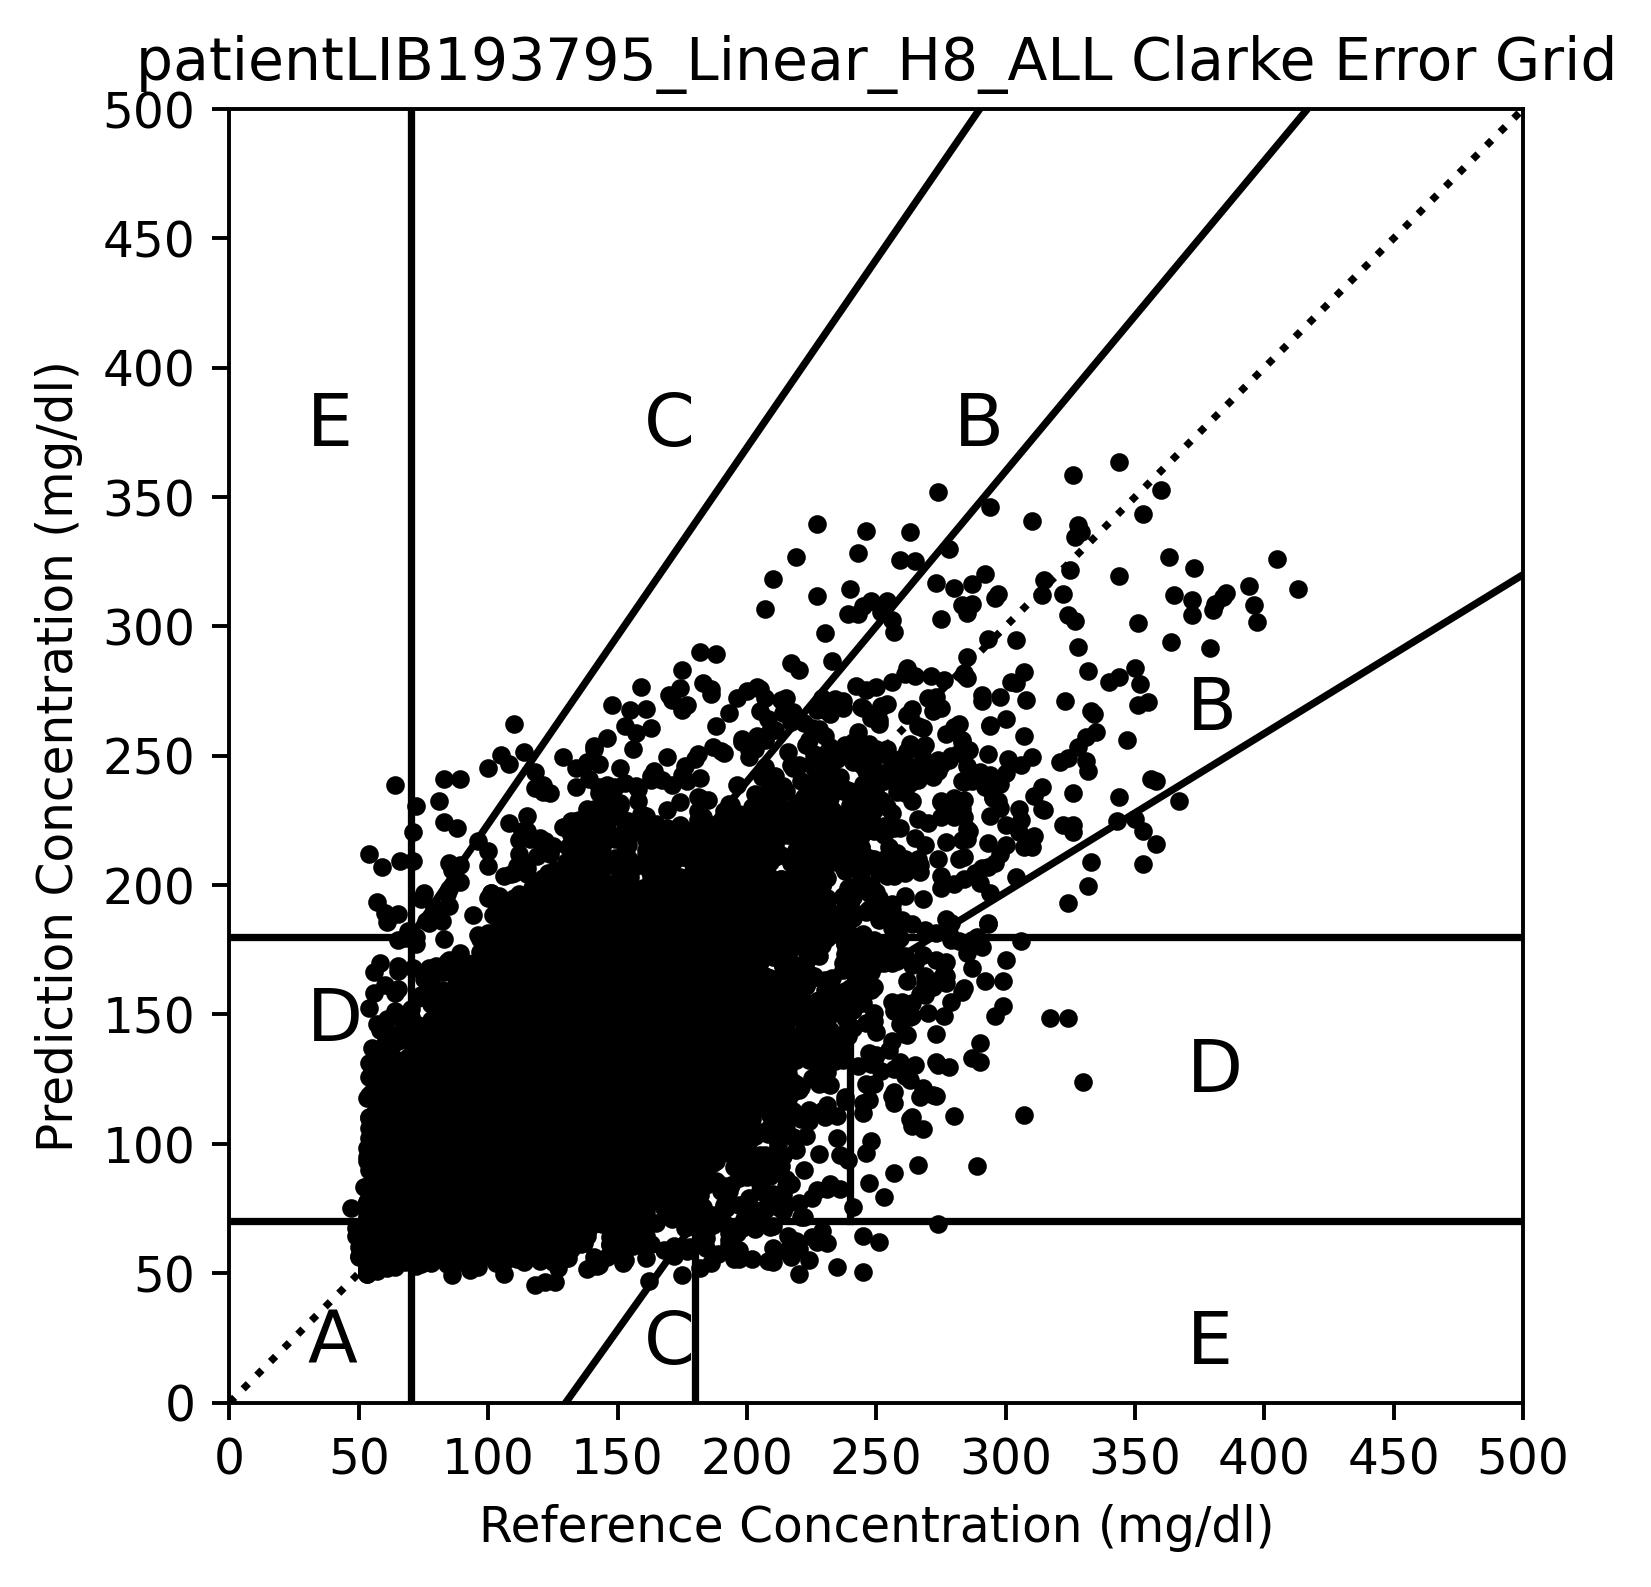 patientLIB193795_Linear_H8_ALL Clarke Error Grid
500
450
400
350
300
250
200
150
100
50
0
Prediction Concentration (mg/dl)
E
C
B
B
D
D
A
C
E
0 50 100 150 200 250 300 350 400 450 500
Reference Concentration (mg/dl)